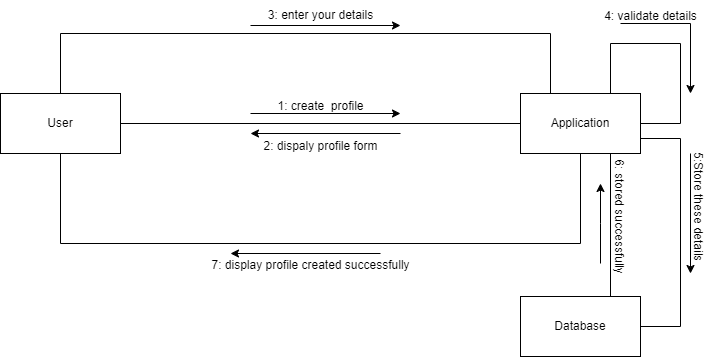 3: enter your details
4: validate details
1: create profile
User
Application
2: dispaly profile form
6: stored successfully
5:Store these details
7: display profile created successfully
Database